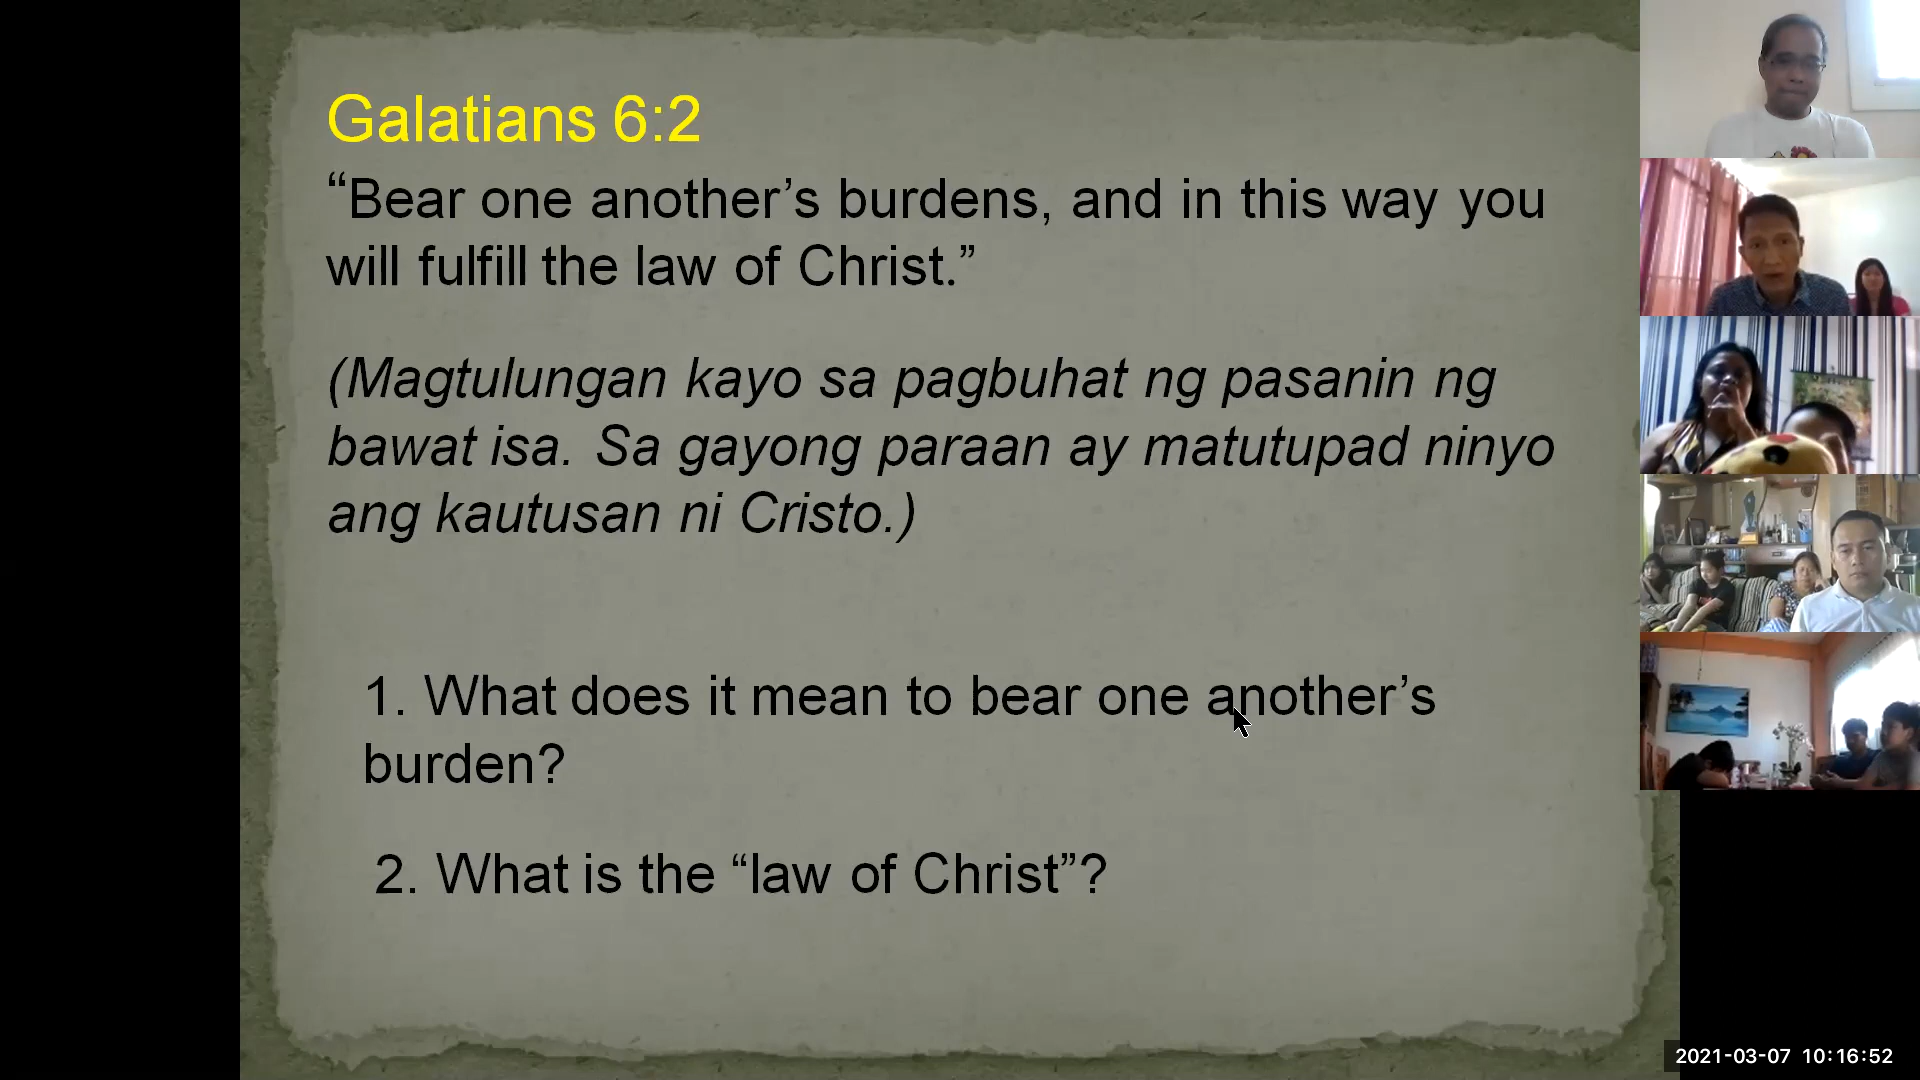 Galatians 6:2
“Bear one another’s burdens, and in this way you
will fulfill the law of Christ.”
(Magtulungan kayo sa pagbuhat ng pasanin ng
bawat isa. Sa gayong paraan ay matutupad ninyo
ang kautusan ni Cristo.)
1. What does it mean to bear one another’s
burden?
2. What is the “law of Christ”?
2021-03-07 10:16:52